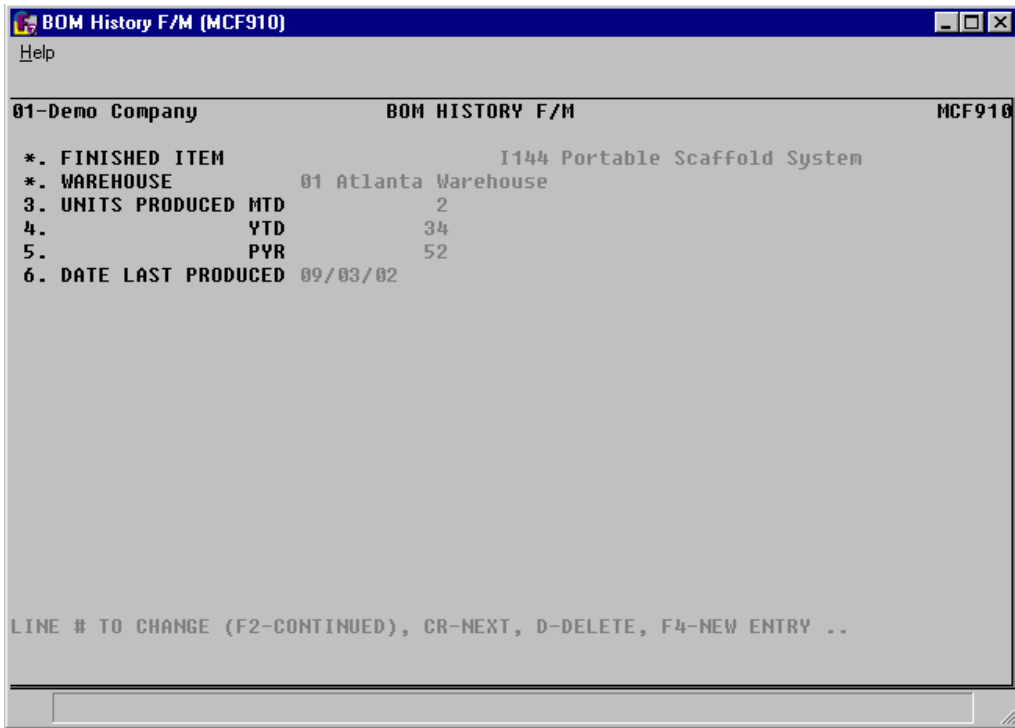 BOM History F/M (MCF910)
Help
01-Demo Company BOM HISTORY F/M MCF910
*. FINISHED ITEM I144 Portable Scaffold System
*. WAREHOUSE 01 Atlanta Warehouse
3. UNITS PRODUCED MTD 2
4. YTD 34
5. PYR 52
6. DATE LAST PRODUCED 09/03/02
LINE # TO CHANGE (F2-CONTINUED), CR-NEXT, D-DELETE, F4-NEW ENTRY ..